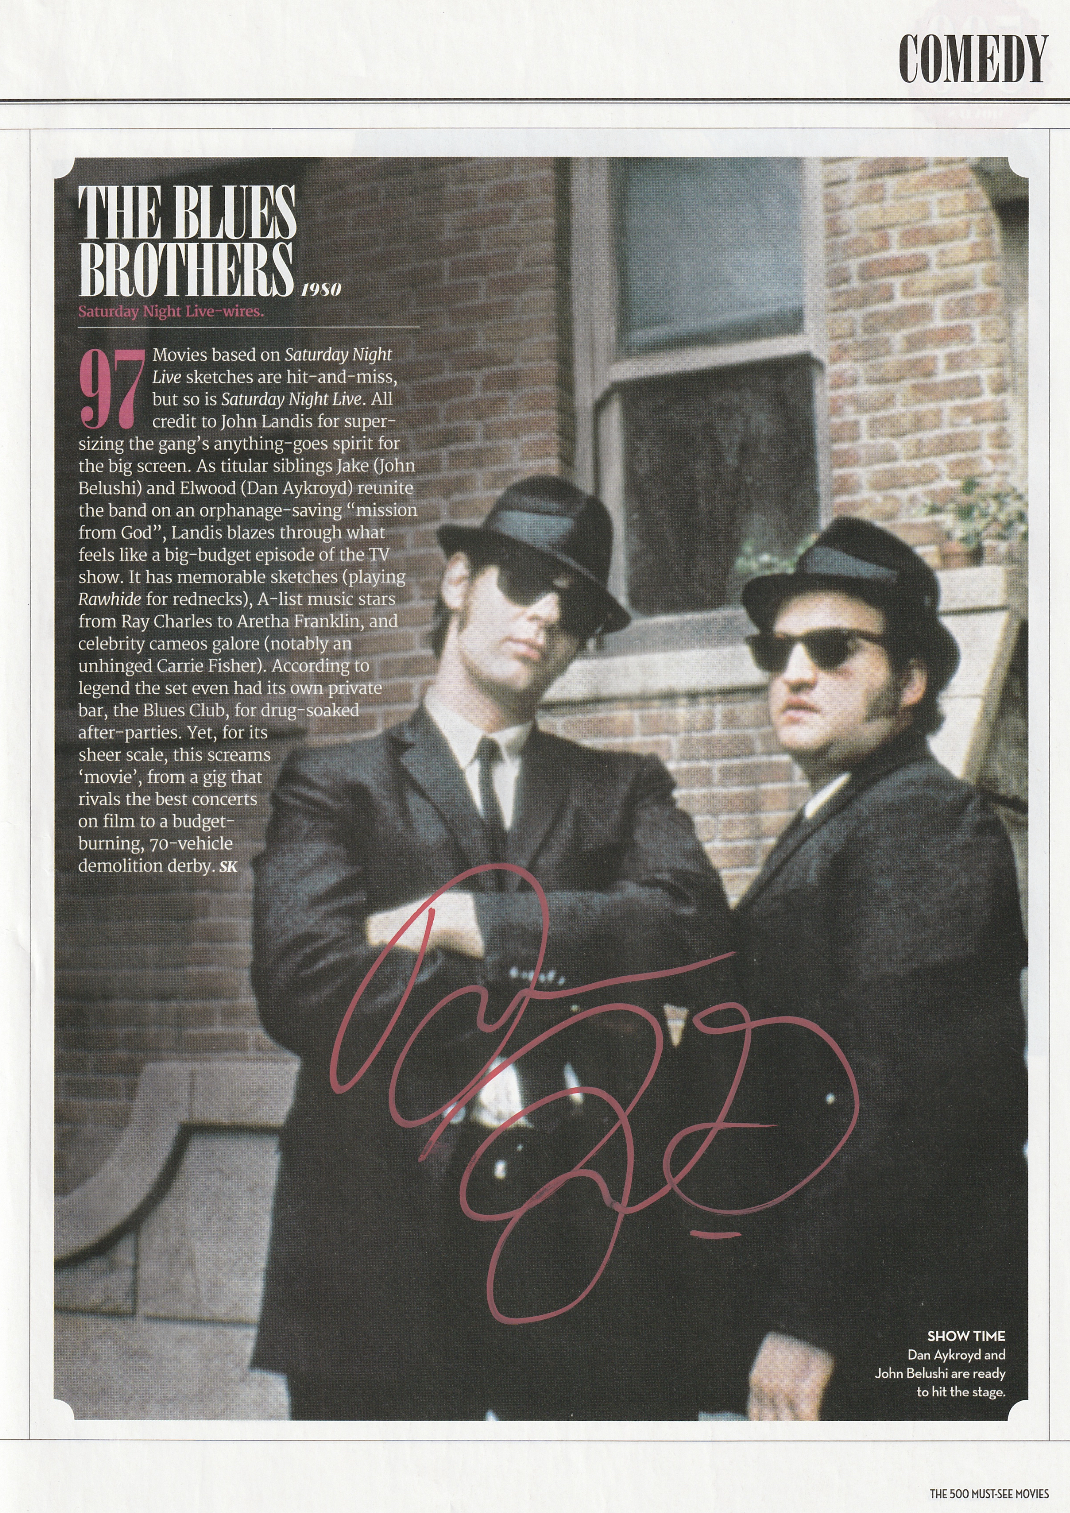 COMEDY
THE BLUES
BROTHERS 1980
Saturday Night Live-wires.
97 Movies based on Saturday Night
Live sketches are hit-and-miss,
but so is Saturday Night Live. All
credit to John Landis for super-
sizing the gang's anything-goes spirit for
the big screen. As titular siblings Jake (John
Belushi) and Elwood (Dan Aykroyd) reunite
the band on an orphanage-saving “mission
from God”, Landis blazes through what
feels like a big-budget episode of the TV
show. It has memorable sketches (playing
Rawhide for rednecks), A-list music stars
from Ray Charles to Aretha Franklin, and
celebrity cameos galore (notably an
unhinged Carrie Fisher). According to
legend the set even had its own private
bar, the Blues Club, for drug-soaked
after-parties. Yet, for its
sheer scale, this screams
‘movie’, from a gig that
rivals the best concerts
on film to a budget-
burning, 70-vehicle
demolition derby. SK
SHOW TIME
Dan Aykroyd and
John Belushi are ready
to hit the stage.
THE 500 MUST-SEE MOVIES